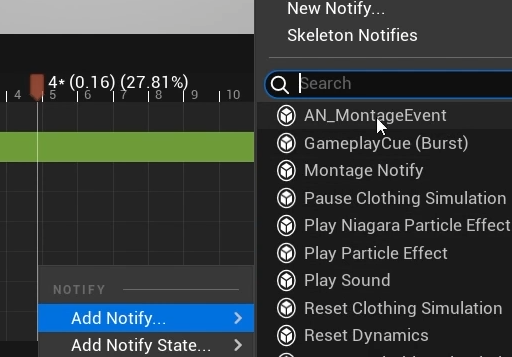 New Notify...
Skeleton Notifies
4* (0.16) (27.81%)
4 5 6 7 8 9 10
Search
AN_MontageEvent
GameplayCue (Burst)
Montage Notify
Pause Clothing Simulation
Play Niagara Particle Effect
Play Particle Effect
Play Sound
Reset Clothing Simulation
Reset Dynamics
NOTIFY
Add Notify...
Add Notify State...